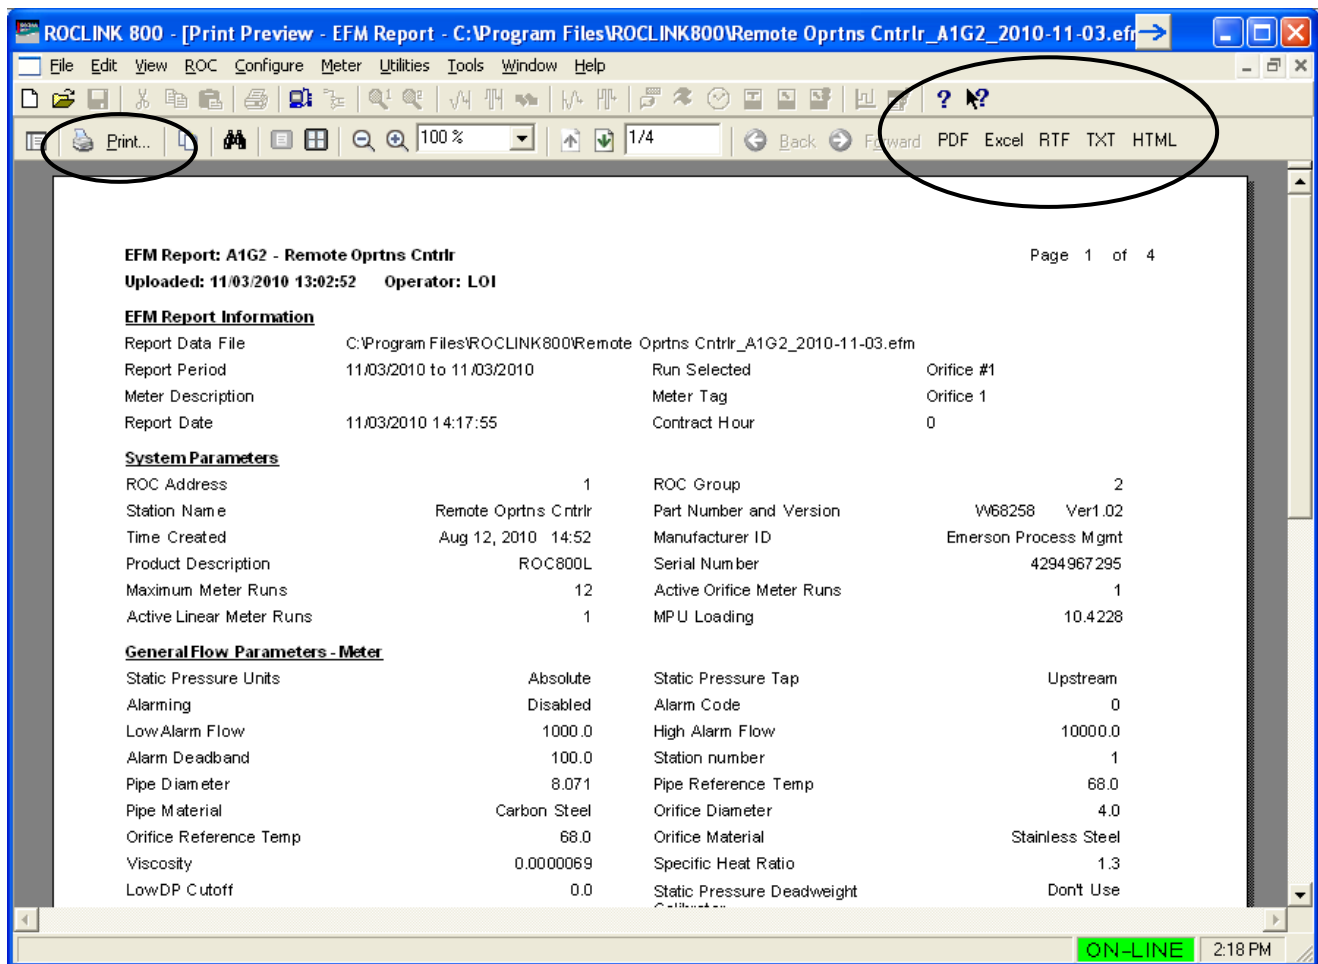 ROCLINK 800 - [Print Preview - EFM Report - C:\Program Files\ROCLINK800\Remote Oprtns Cntrlr_A1G2_2010-11-03.efm
File Edit View ROC Configure Meter Utilities Tools Window Help
Print... 100 % 1/4 Back Forward PDF Excel RTF TXT HTML
EFM Report: A1G2 - Remote Oprtns Cntrlr Page 1 of 4
Uploaded: 11/03/2010 13:02:52 Operator: LOI
EFM Report Information
Report Data File C:\Program Files\ROCLINK800\Remote Oprtns Cntrlr_A1G2_2010-11-03.efm
Report Period 11/03/2010 to 11/03/2010 Run Selected Orifice #1
Meter Description Meter Tag Orifice 1
Report Date 11/03/2010 14:17:55 Contract Hour 0
System Parameters
ROC Address 1 ROC Group 2
Station Name Remote Oprtns Cntrlr Part Number and Version W68258 Ver1.02
Time Created Aug 12, 2010 14:52 Manufacturer ID Emerson Process Mgmt
Product Description ROC800L Serial Number 4294967295
Maximum Meter Runs 12 Active Orifice Meter Runs 1
Active Linear Meter Runs 1 MPU Loading 10.4228
General Flow Parameters - Meter
Static Pressure Units Absolute Static Pressure Tap Upstream
Alarming Disabled Alarm Code 0
Low Alarm Flow 1000.0 High Alarm Flow 10000.0
Alarm Deadband 100.0 Station number 1
Pipe Diameter 8.071 Pipe Reference Temp 68.0
Pipe Material Carbon Steel Orifice Diameter 4.0
Orifice Reference Temp 68.0 Orifice Material Stainless Steel
Viscosity 0.0000069 Specific Heat Ratio 1.3
Low DP Cutoff 0.0 Static Pressure Deadweight Don't Use
ON-LINE 2:18 PM